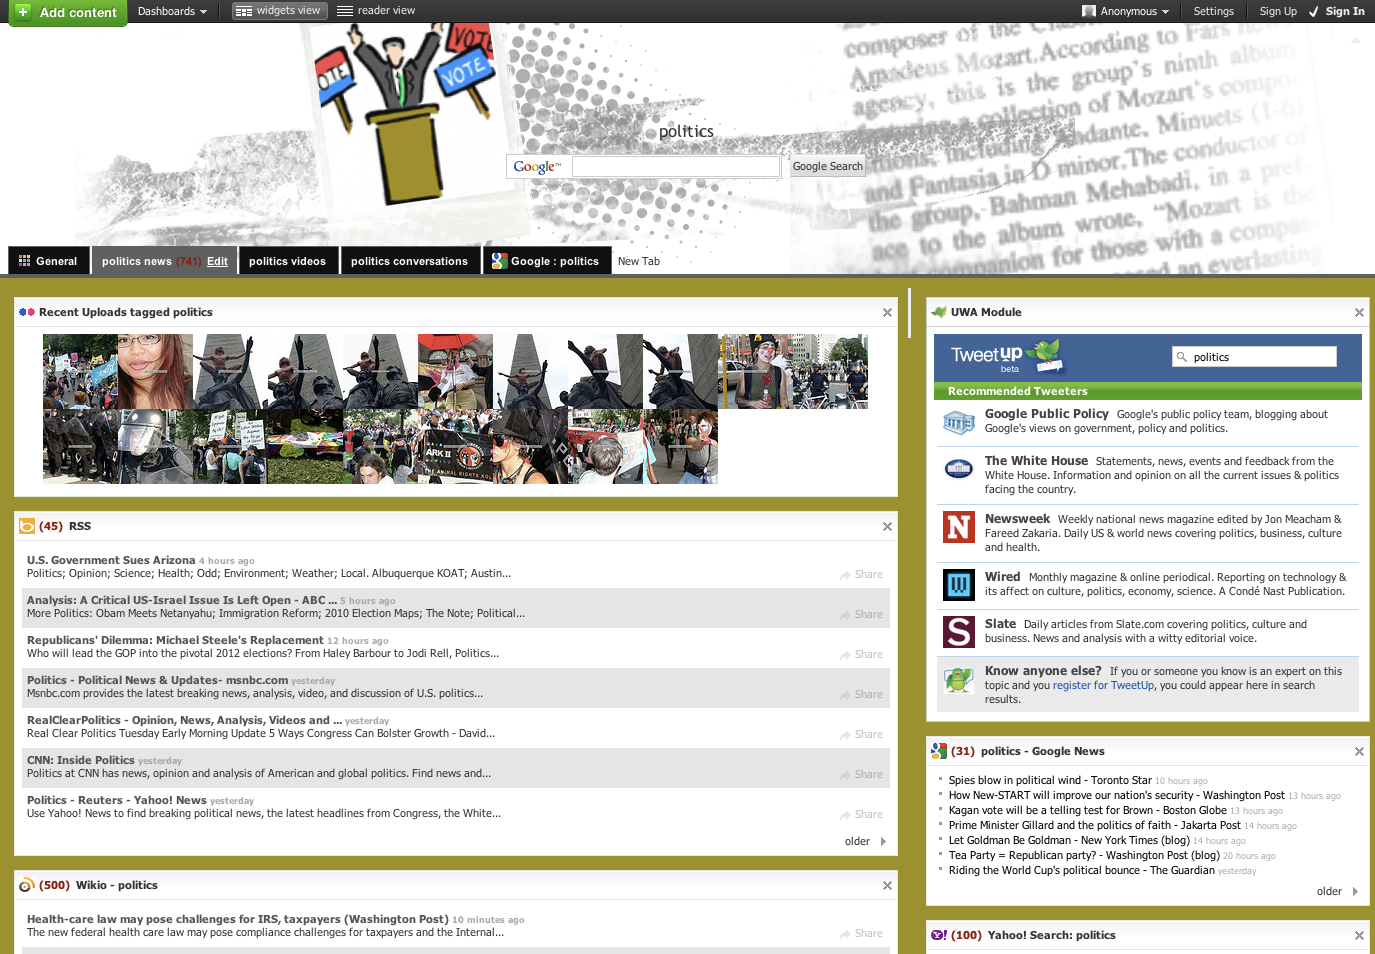 Add content
Dashboards
widgets view
reader view
Anonymous
Settings
Sign Up
Sign In
VOTE
VOTE
composer of the
Amadeus Mozart.According to Fars news
agency, this is the group's ninth album
a collection of Mozart's compo-
including Andante, Minuets (1-6)
and Fantasia in D minor.The conductor of
the group, Bahman Mehabadi, in a pref-
ace to the album wrote, "Mozart is the
companion for those with a compas-
an everlasting
politics
Google™
Google Search
General
politics news (741) Edit
politics videos
politics conversations
Google : politics
New Tab
Recent Uploads tagged politics
ARK II
THE ANIMAL RIGHTS
(45) RSS
U.S. Government Sues Arizona 4 hours ago
Politics; Opinion; Science; Health; Odd; Environment; Weather; Local. Albuquerque KOAT; Austin...
Share
Analysis: A Critical US-Israel Issue Is Left Open - ABC ... 5 hours ago
More Politics: Obam Meets Netanyahu; Immigration Reform; 2010 Election Maps; The Note; Political...
Share
Republicans' Dilemma: Michael Steele's Replacement 12 hours ago
Who will lead the GOP into the pivotal 2012 elections? From Haley Barbour to Jodi Rell, Politics...
Share
Politics - Political News & Updates- msnbc.com yesterday
Msnbc.com provides the latest breaking news, analysis, video, and discussion of U.S. politics...
Share
RealClearPolitics - Opinion, News, Analysis, Videos and ... yesterday
Real Clear Politics Tuesday Early Morning Update 5 Ways Congress Can Bolster Growth - David...
Share
CNN: Inside Politics yesterday
Politics at CNN has news, opinion and analysis of American and global politics. Find news and...
Share
Politics - Reuters - Yahoo! News yesterday
Use Yahoo! News to find breaking political news, the latest headlines from Congress, the White...
Share
older
(500) Wikio - politics
Health-care law may pose challenges for IRS, taxpayers (Washington Post) 10 minutes ago
The new federal health care law may pose compliance challenges for taxpayers and the Internal...
Share
UWA Module
TweetUp
beta
politics
Recommended Tweeters
Google Public Policy Google's public policy team, blogging about
Google's views on government, policy and politics.
The White House Statements, news, events and feedback from the
White House. Information and opinion on all the current issues & politics
facing the country.
N
Newsweek Weekly national news magazine edited by Jon Meacham &
Fareed Zakaria. Daily US & world news covering politics, business, culture
and health.
W
Wired Monthly magazine & online periodical. Reporting on technology &
its affect on culture, politics, economy, science. A Condé Nast Publication.
S
Slate Daily articles from Slate.com covering politics, culture and
business. News and analysis with a witty editorial voice.
Know anyone else? If you or someone you know is an expert on this
topic and you register for TweetUp, you could appear here in search
results.
(31) politics - Google News
Spies blow in political wind - Toronto Star 10 hours ago
How New-START will improve our nation's security - Washington Post 13 hours ago
Kagan vote will be a telling test for Brown - Boston Globe 13 hours ago
Prime Minister Gillard and the politics of faith - Jakarta Post 14 hours ago
Let Goldman Be Goldman - New York Times (blog) 14 hours ago
Tea Party = Republican party? - Washington Post (blog) 20 hours ago
Riding the World Cup's political bounce - The Guardian yesterday
older
Y! (100) Yahoo! Search: politics